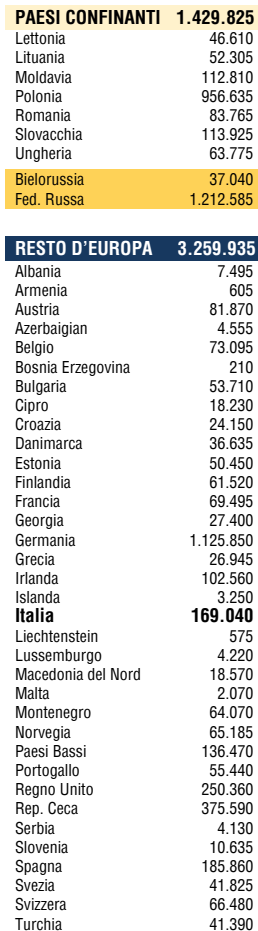 PAESI CONFINANTI 1.429.825
Lettonia 46.610
Lituania 52.305
Moldavia 112.810
Polonia 956.635
Romania 83.765
Slovacchia 113.925
Ungheria 63.775
Bielorussia 37.040
Fed. Russa 1.212.585
RESTO D'EUROPA 3.259.935
Albania 7.495
Armenia 605
Austria 81.870
Azerbaigian 4.555
Belgio 73.095
Bosnia Erzegovina 210
Bulgaria 53.710
Cipro 18.230
Croazia 24.150
Danimarca 36.635
Estonia 50.450
Finlandia 61.520
Francia 69.495
Georgia 27.400
Germania 1.125.850
Grecia 26.945
Irlanda 102.560
Islanda 3.250
Italia 169.040
Liechtenstein 575
Lussemburgo 4.220
Macedonia del Nord 18.570
Malta 2.070
Montenegro 64.070
Norvegia 65.185
Paesi Bassi 136.470
Portogallo 55.440
Regno Unito 250.360
Rep. Ceca 375.590
Serbia 4.130
Slovenia 10.635
Spagna 185.860
Svezia 41.825
Svizzera 66.480
Turchia 41.390